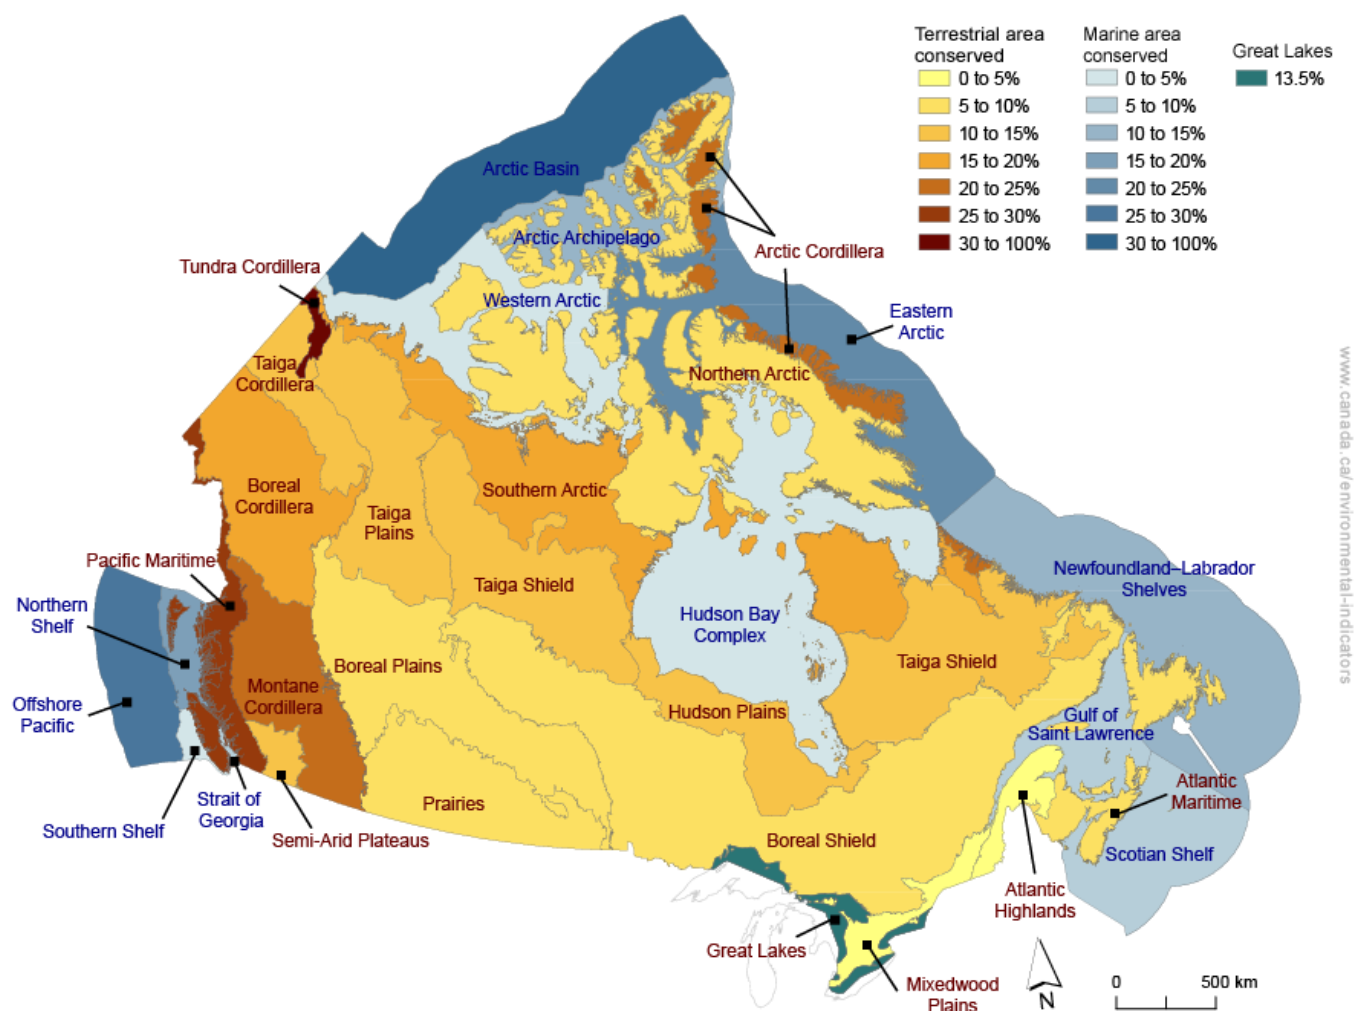 Terrestrial area
conserved
0 to 5%
5 to 10%
10 to 15%
15 to 20%
20 to 25%
25 to 30%
30 to 100%
Marine area
conserved
0 to 5%
5 to 10%
10 to 15%
15 to 20%
20 to 25%
25 to 30%
30 to 100%
Great Lakes
13.5%
Arctic Basin
Arctic Archipelago
Arctic Cordillera
Tundra Cordillera
Western Arctic
Eastern
Arctic
Taiga
Cordillera
Northern Arctic
Boreal
Cordillera
Southern Arctic
Taiga
Plains
Pacific Maritime
Taiga Shield
Newfoundland–Labrador
Shelves
Northern
Shelf
Hudson Bay
Complex
Boreal Plains
Taiga Shield
Montane
Cordillera
Offshore
Pacific
Hudson Plains
Gulf of
Saint Lawrence
Prairies
Strait of
Georgia
Southern Shelf
Semi-Arid Plateaus
Boreal Shield
Atlantic
Maritime
Scotian Shelf
Atlantic
Highlands
Great Lakes
Mixedwood
Plains
N
0 500 km
www.canada.ca/environmental-indicators